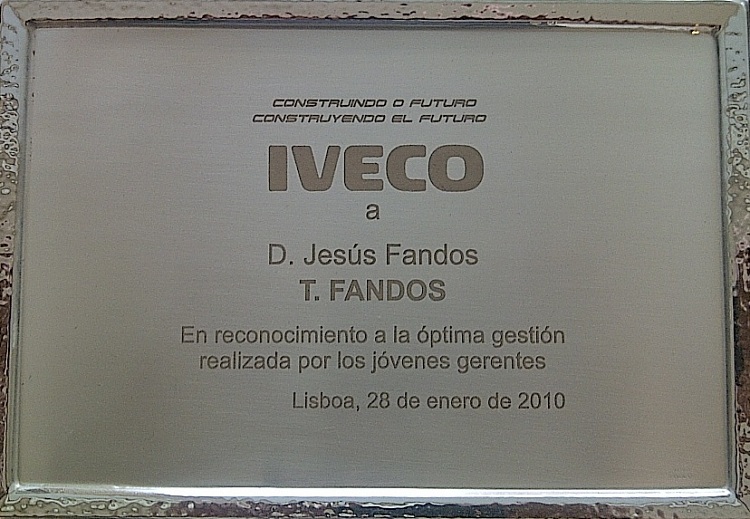 CONSTRUINDO O FUTURO
CONSTRUYENDO EL FUTURO
IVECO
a
D. Jesús Fandos
T. FANDOS
En reconocimiento a la óptima gestión
realizada por los jóvenes gerentes
Lisboa, 28 de enero de 2010